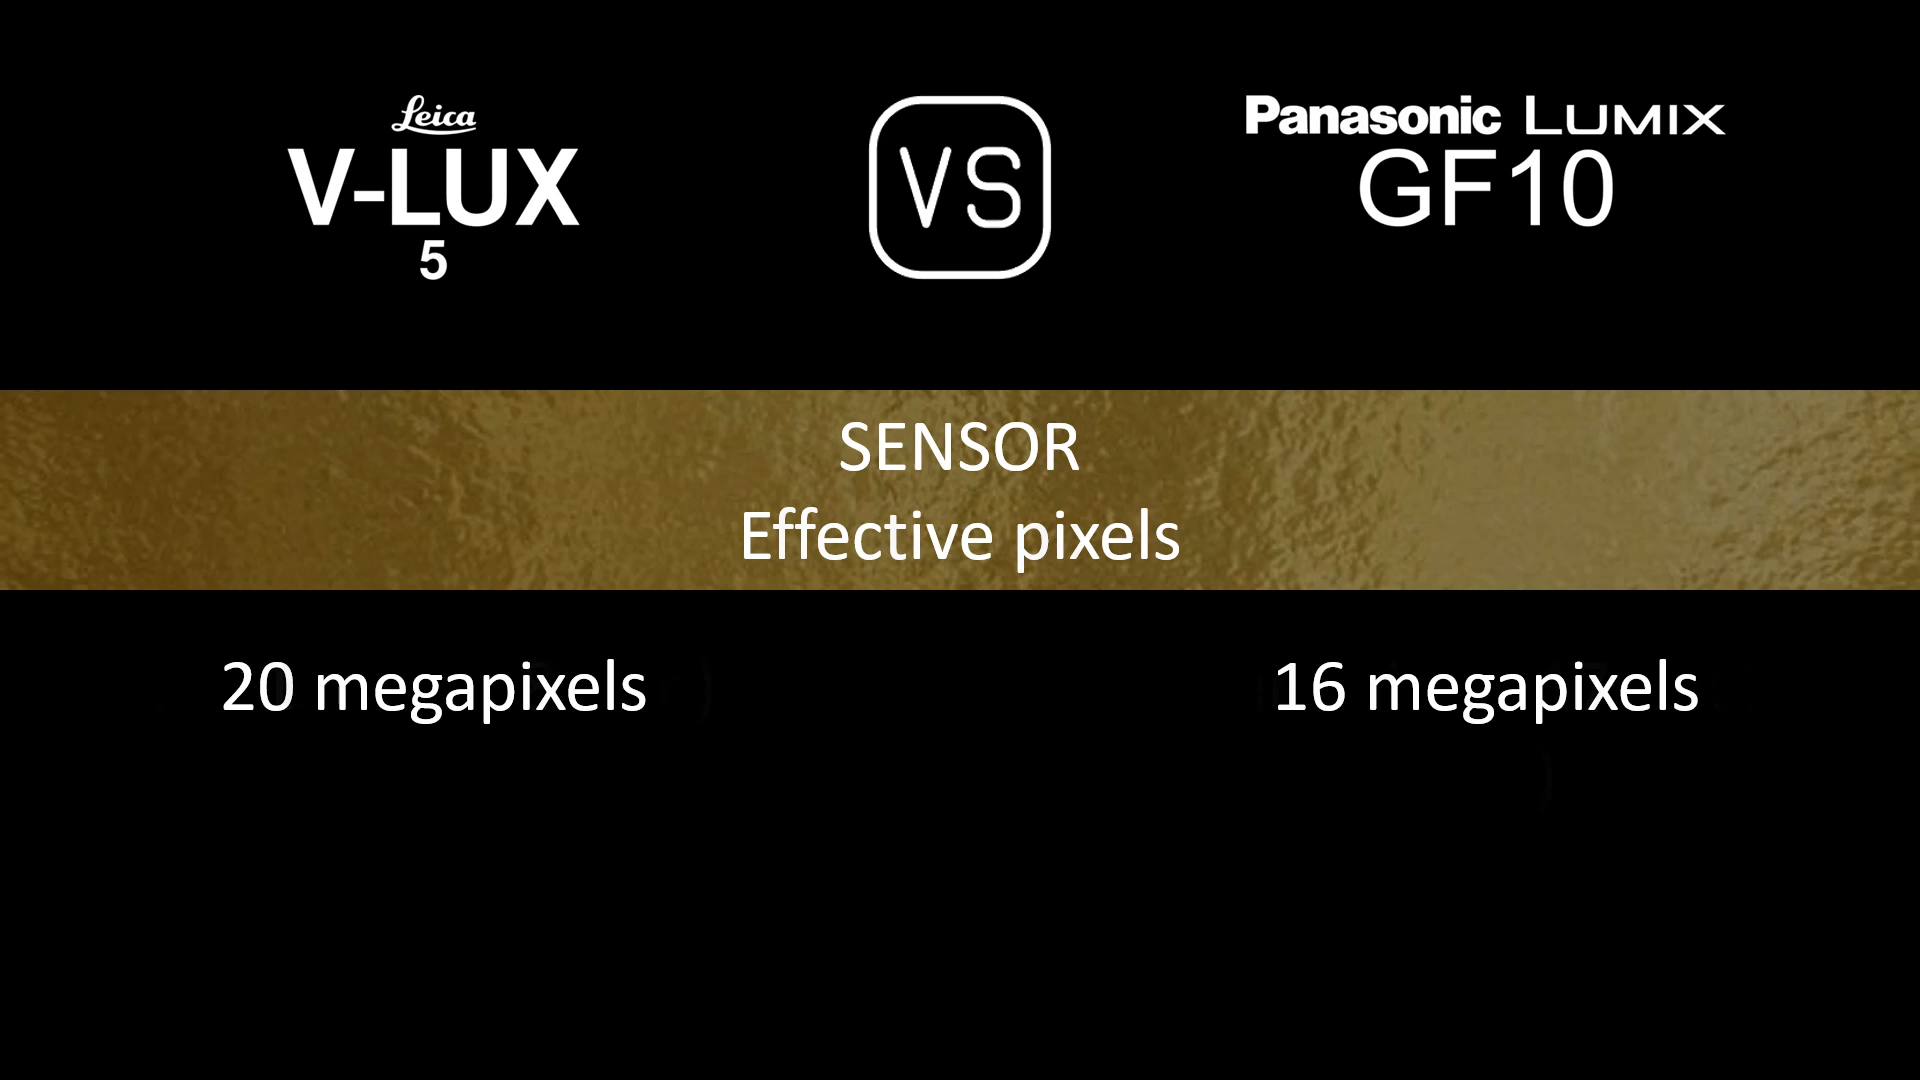 Leica
V-LUX
5
VS
Panasonic LUMIX
GF10
SENSOR
Effective pixels
20 megapixels
16 megapixels